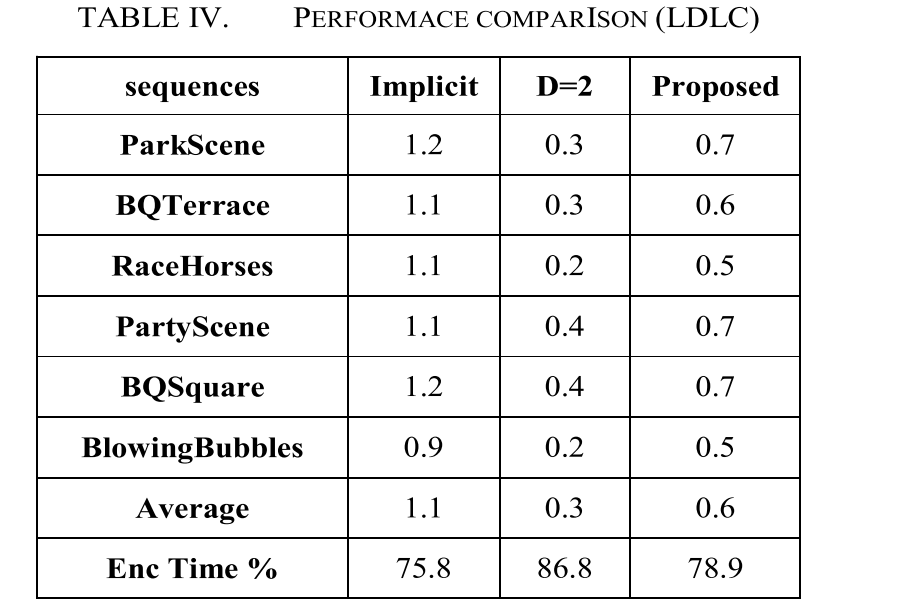 TABLE IV. PERFORMACE COMPARISON (LDLC)
sequences Implicit D=2 Proposed
ParkScene 1.2 0.3 0.7
BQTerrace 1.1 0.3 0.6
RaceHorses 1.1 0.2 0.5
PartyScene 1.1 0.4 0.7
BQSquare 1.2 0.4 0.7
BlowingBubbles 0.9 0.2 0.5
Average 1.1 0.3 0.6
Enc Time % 75.8 86.8 78.9